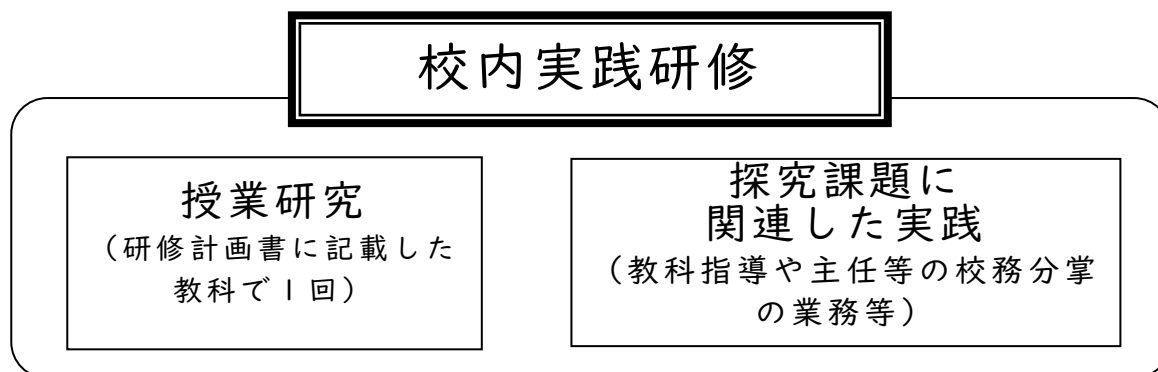 校内実践研修
授業研究
（研修計画書に記載した
教科で１回）
探究課題に
関連した実践
（教科指導や主任等の校務分掌
の業務等）